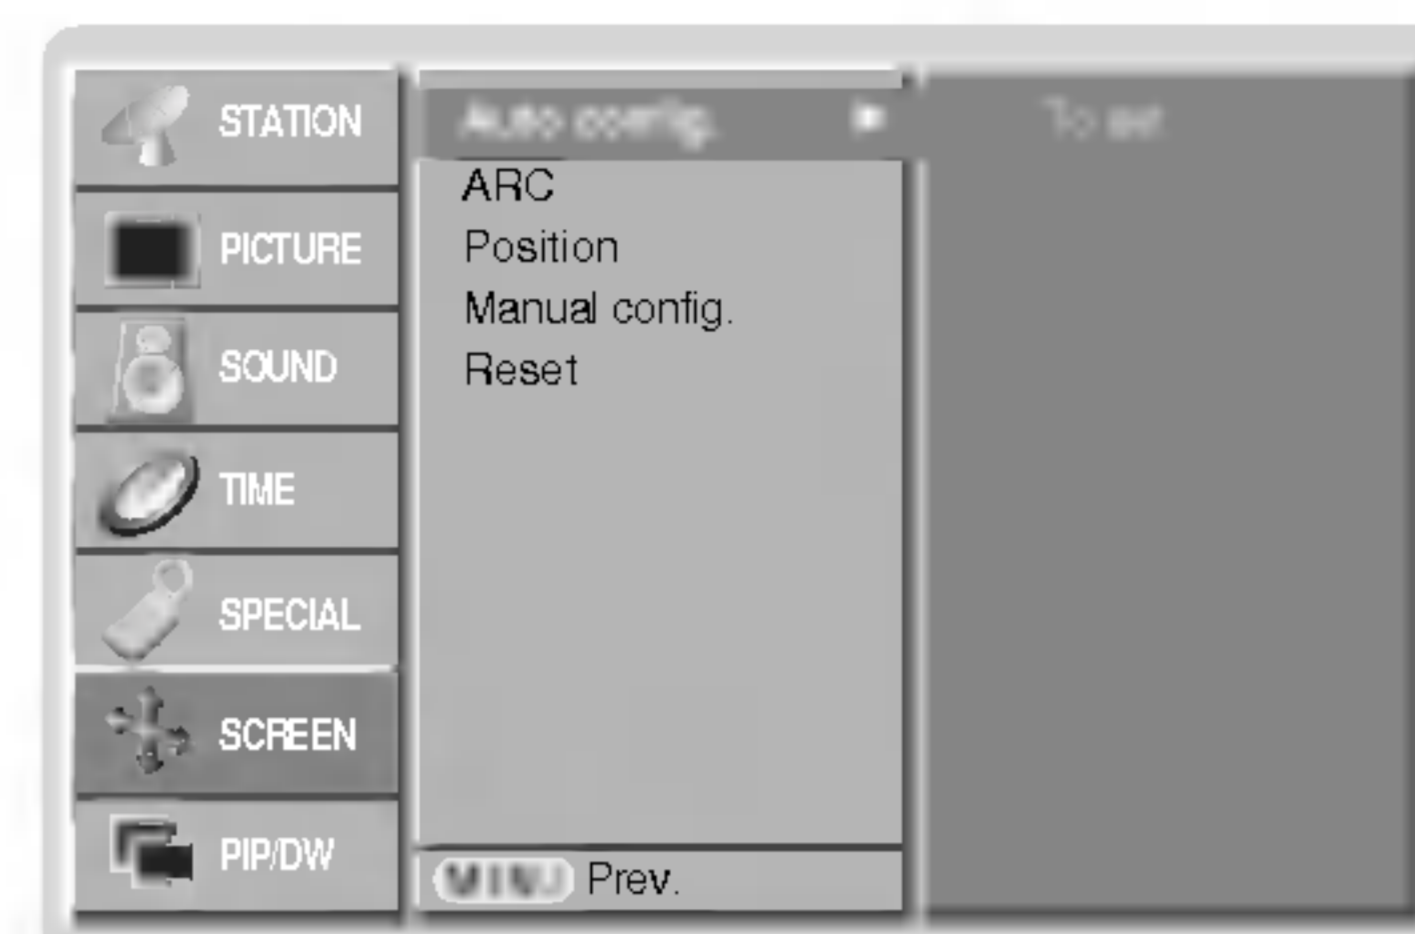 STATION
PICTURE
SOUND
TIME
SPECIAL
SCREEN
PIP/DW
Auto config.
To set
ARC
Position
Manual config.
Reset
MENU Prev.